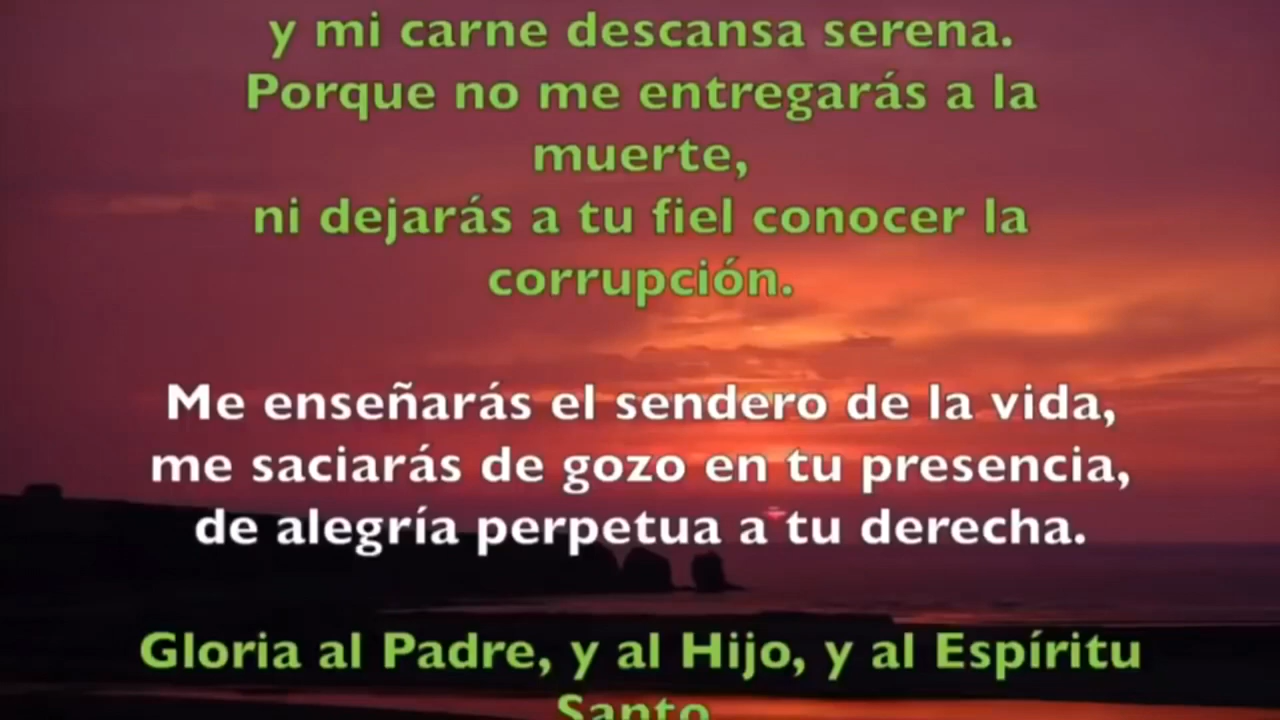 y mi carne descansa serena.
Porque no me entregarás a la
muerte,
ni dejarás a tu fiel conocer la
corrupción.
Me enseñarás el sendero de la vida,
me saciarás de gozo en tu presencia,
de alegría perpetua a tu derecha.
Gloria al Padre, y al Hijo, y al Espíritu
Santo